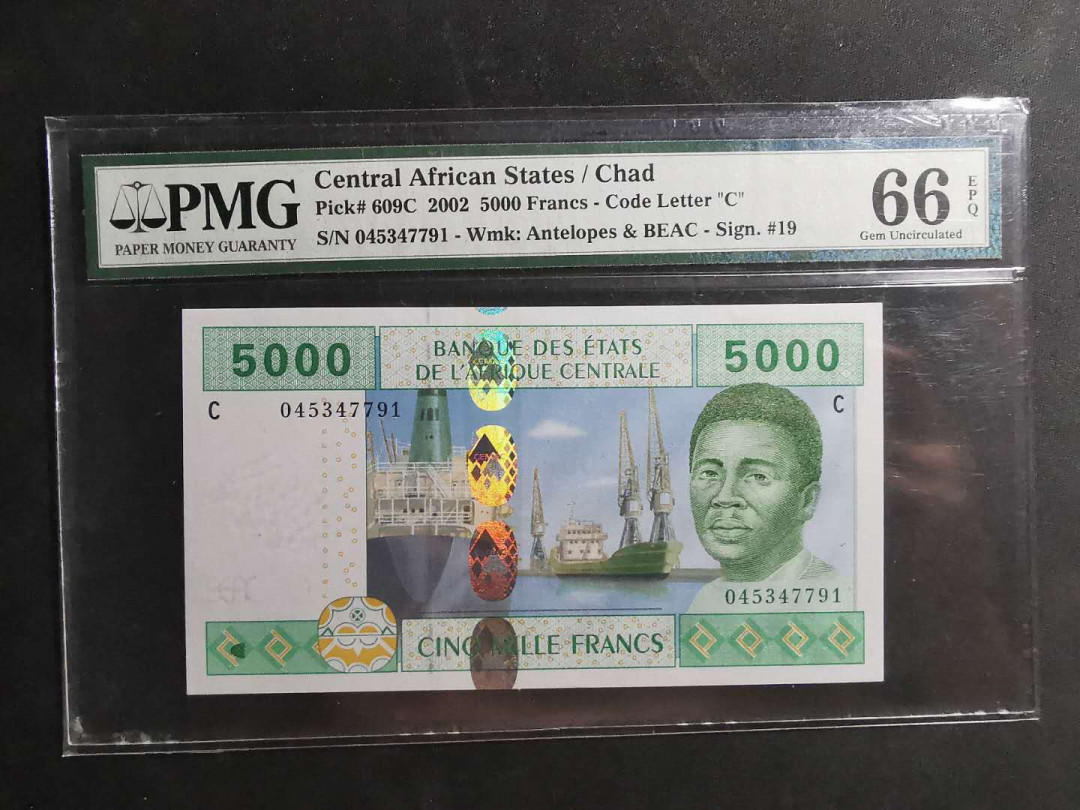 PMG
PAPER MONEY GUARANTY
Central African States / Chad
Pick# 609C 2002 5000 Francs - Code Letter "C"
S/N 045347791 - Wmk: Antelopes & BEAC - Sign. #19
66
EPQ
Gem Uncirculated
5000
BANQUE DES ÉTATS
DE L'AFRIQUE CENTRALE
5000
C 045347791
C
045347791
CINQ MILLE FRANCS